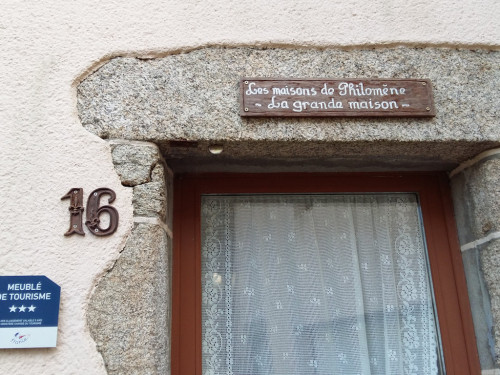 Les maisons de Philomène
- La grande maison -
16
MEUBLÉ
DE TOURISME
★★★